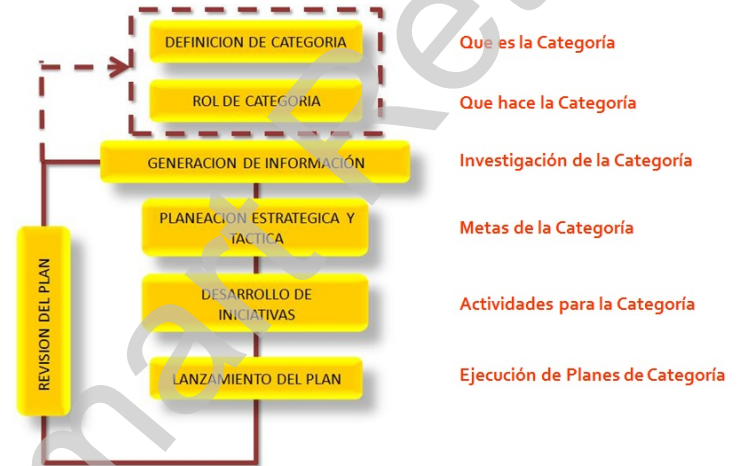 DEFINICION DE CATEGORIA
Que es la Categoría
ROL DE CATEGORIA
Que hace la Categoría
GENERACION DE INFORMACIÓN
Investigación de la Categoría
PLANEACION ESTRATEGICA Y
TACTICA
Metas de la Categoría
DESARROLLO DE
INICIATIVAS
Actividades para la Categoría
LANZAMIENTO DEL PLAN
Ejecución de Planes de Categoría
REVISION DEL PLAN